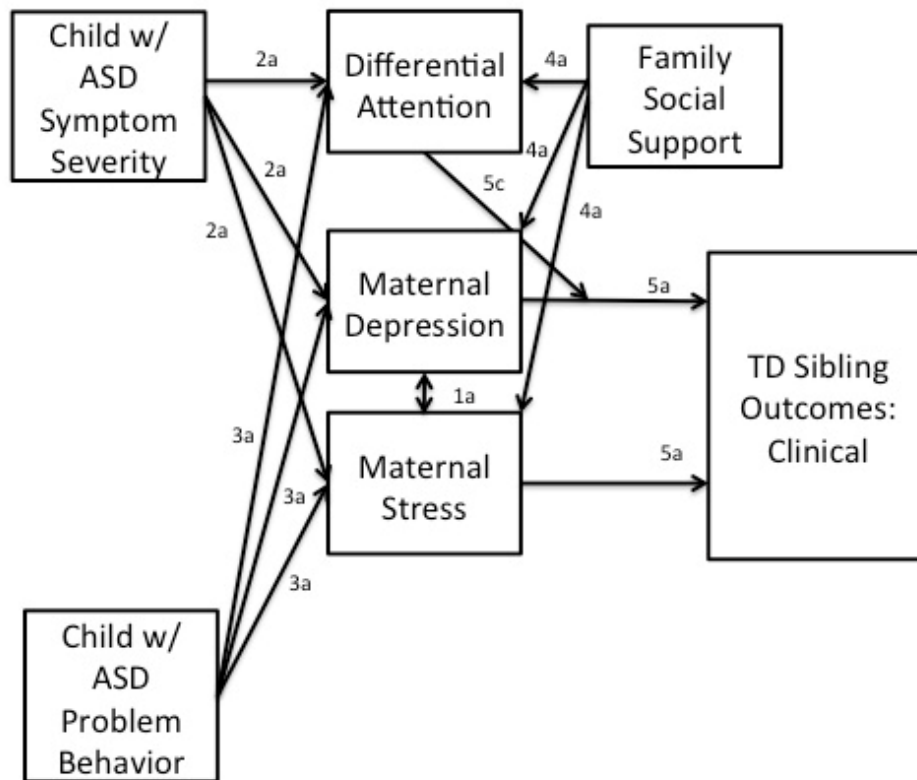 Child w/
ASD
Symptom
Severity
2a
Differential
Attention
4a
Family
Social
Support
2a
4a
5c
2a
4a
Maternal
Depression
5a
TD Sibling
Outcomes:
Clinical
1a
3a
Maternal
Stress
5a
3a
3a
Child w/
ASD
Problem
Behavior